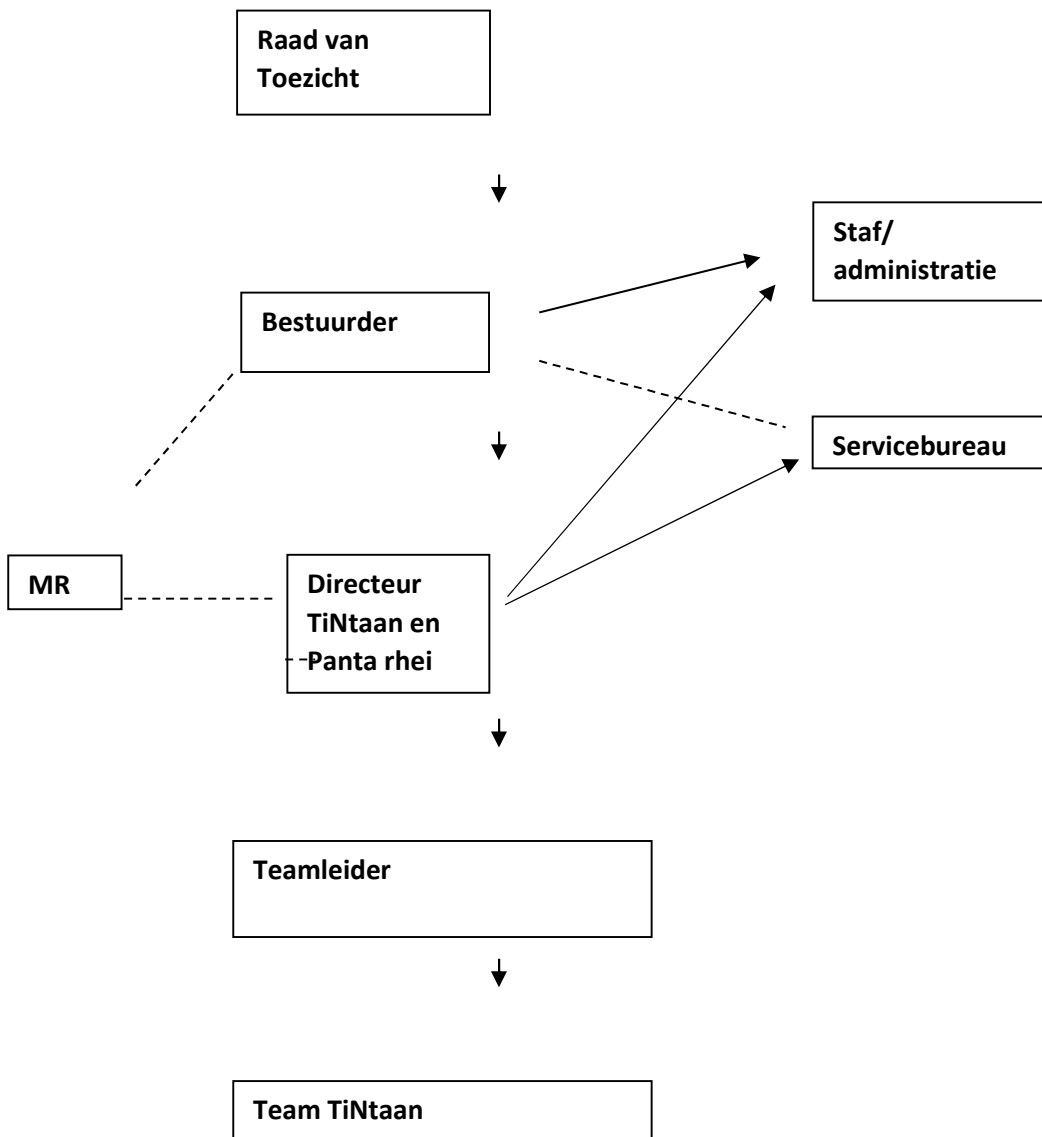 Raad van
Toezicht
Staf/
administratie
Bestuurder
Servicebureau
MR
Directeur
TiNtaan en
Panta rhei
Teamleider
Team TiNtaan